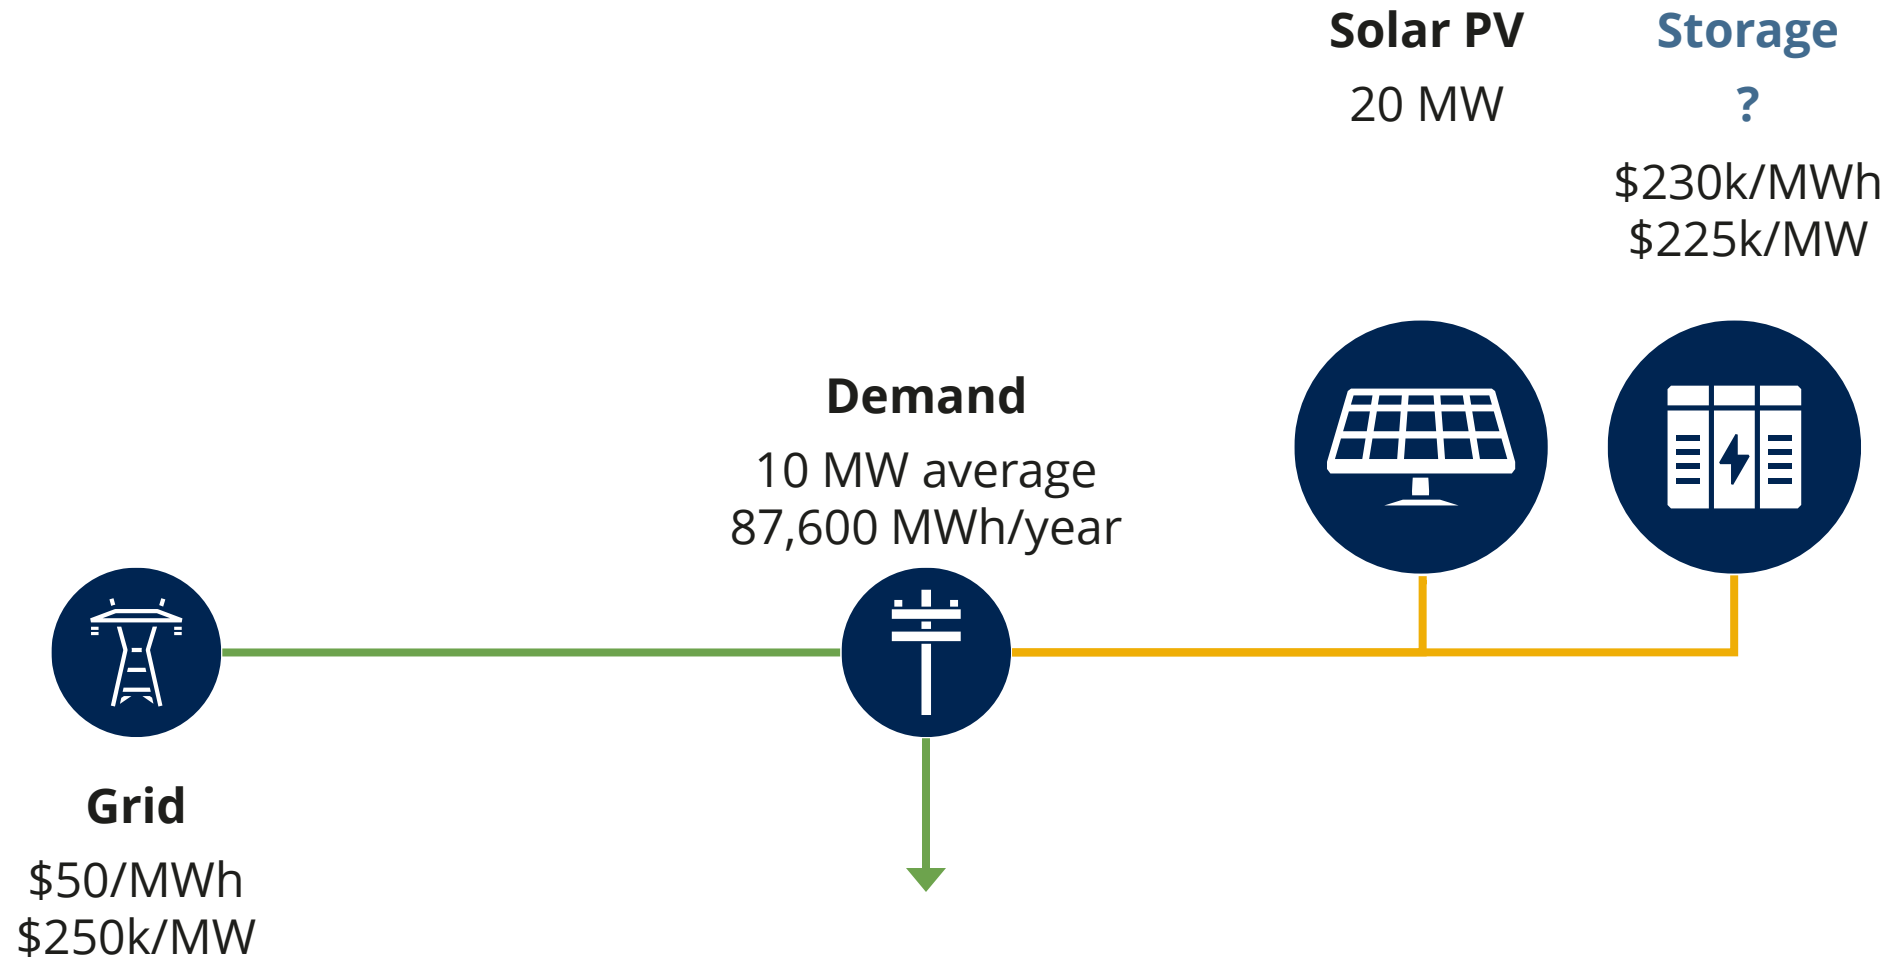 Solar PV
20 MW
Storage
?
$230k/MWh
$225k/MW
Demand
10 MW average
87,600 MWh/year
Grid
$50/MWh
$250k/MW